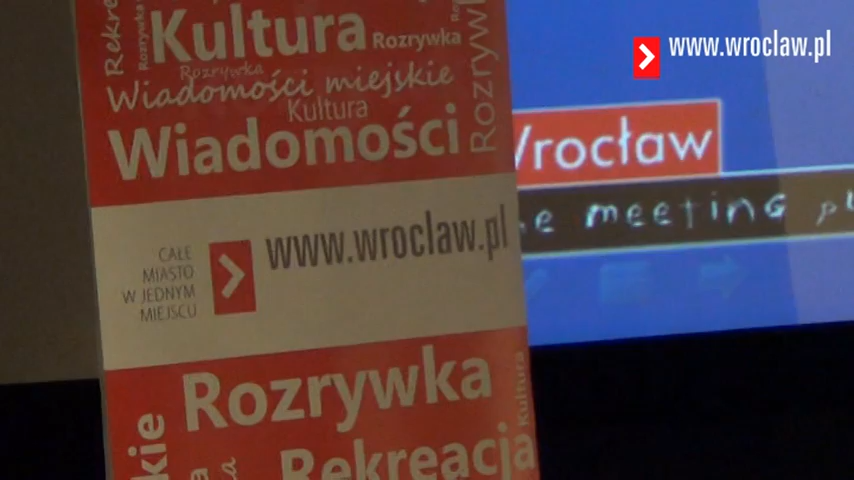 www.wroclaw.pl
Kultura
Rozrywka
Rozrywka
Wiadomości miejskie
Kultura
Wiadomości
CAŁE
MIASTO
W JEDNYM
MIEJSCU
www.wroclaw.pl
Rozrywka
Kultura
Rekreacja
Wrocław
meeting